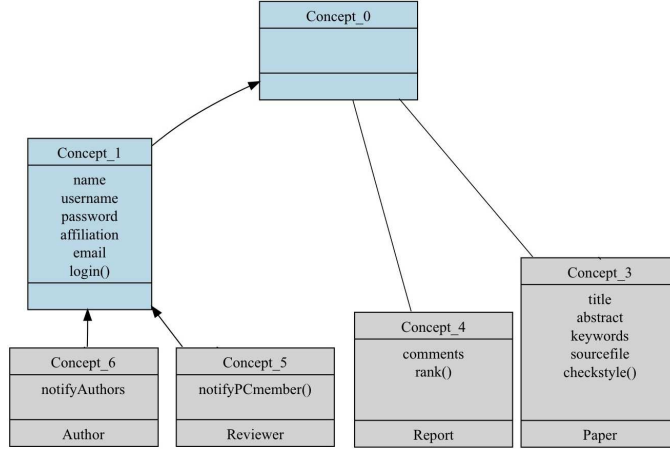 Concept_0
Concept_1
name
username
password
affiliation
email
login()
Concept_6
notifyAuthors
Author
Concept_5
notifyPCmember()
Reviewer
Concept_4
comments
rank()
Report
Concept_3
title
abstract
keywords
sourcefile
checkstyle()
Paper